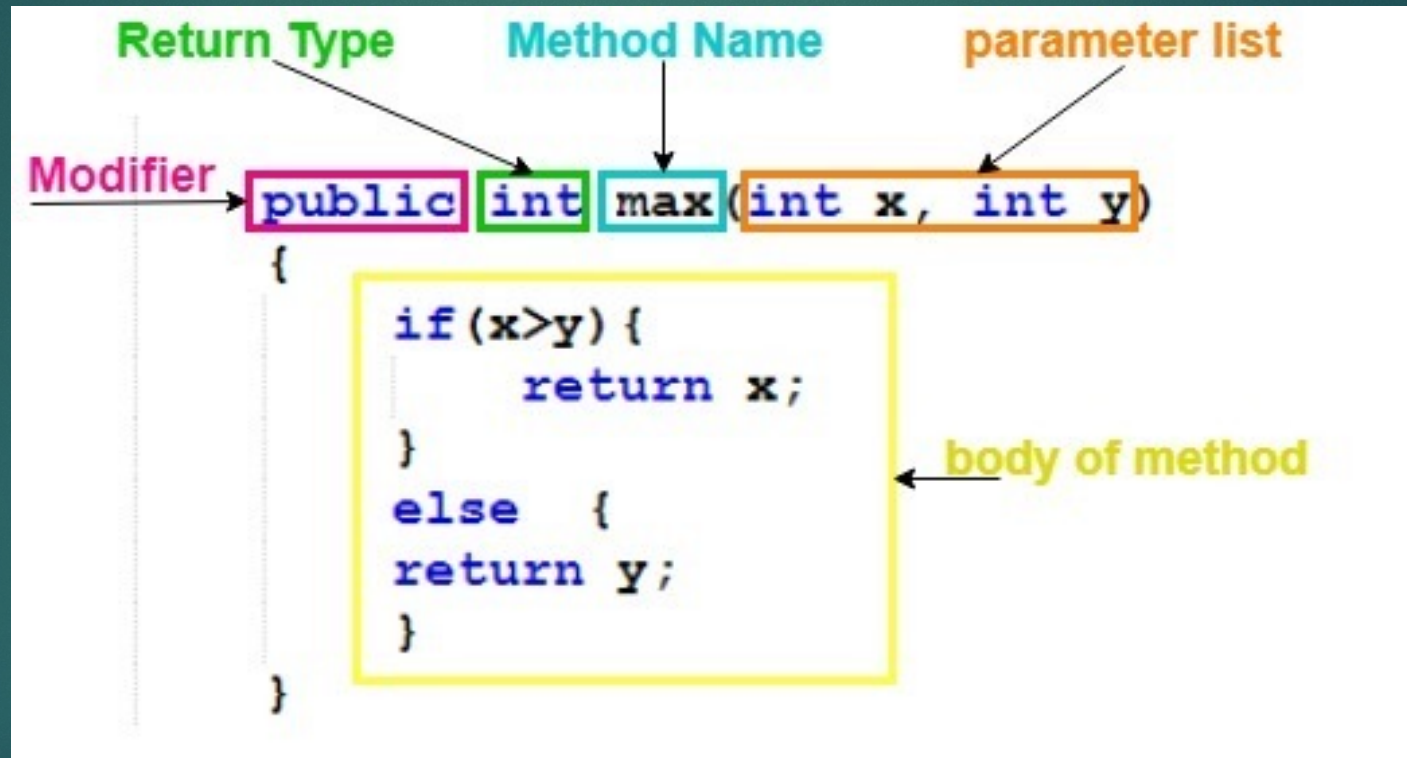 Return Type Method Name parameter list
Modifier
public int max(int x, int y)
{
if(x>y){
return x;
}
body of method
else {
return y;
}
}